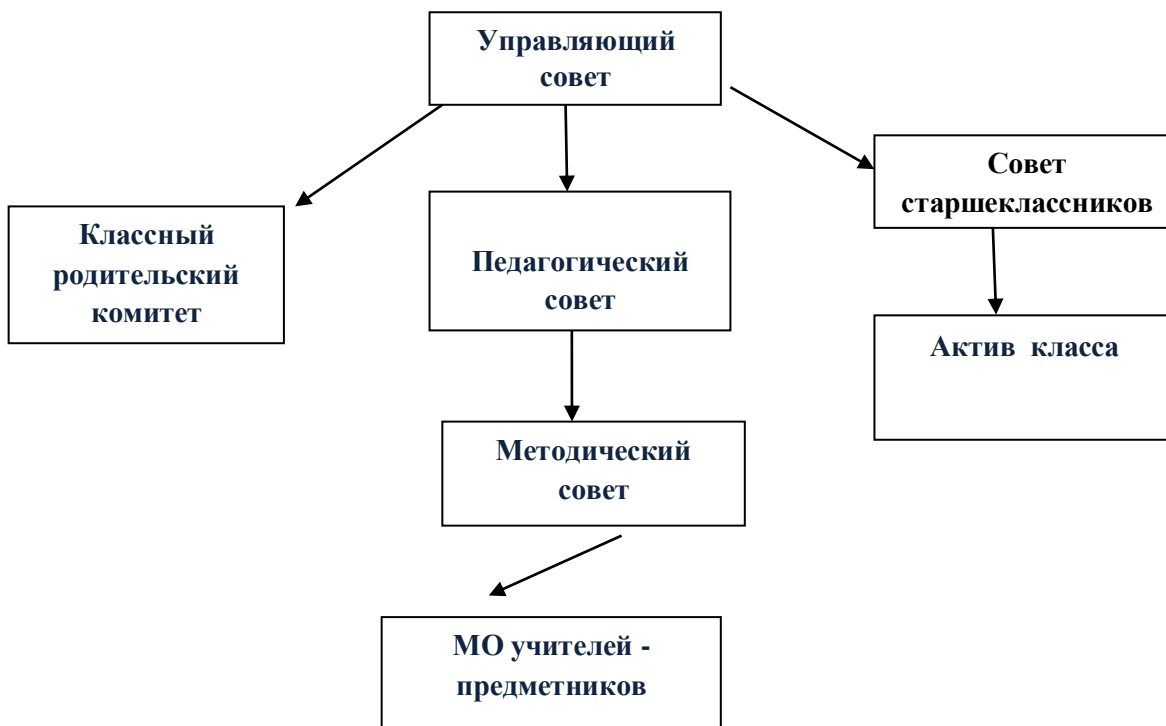 Управляющий
совет
Совет
старшеклассников
Классный
родительский
комитет
Педагогический
совет
Актив класса
Методический
совет
МО учителей -
предметников